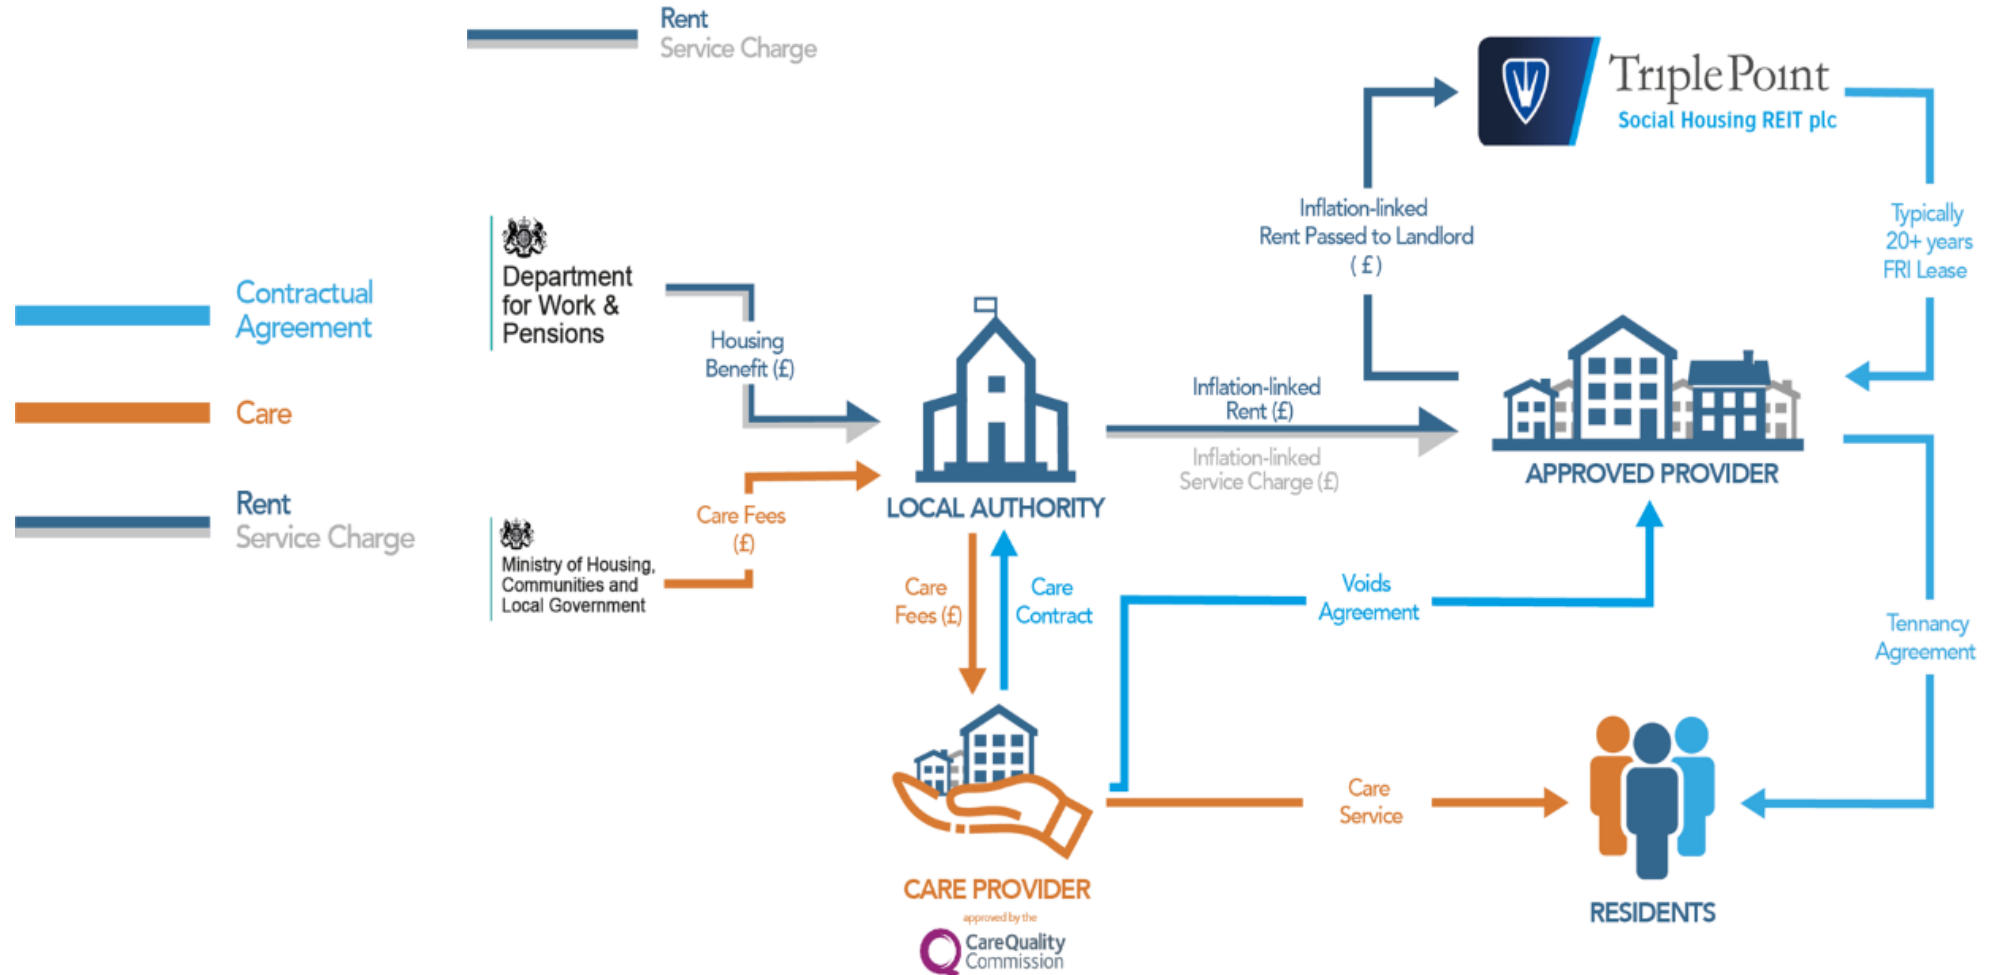 Rent
Service Charge
Triple Point
Social Housing REIT plc
Inflation-linked
Rent Passed to Landlord
(£)
Typically
20+ years
FRI Lease
Contractual
Agreement
Care
Rent
Service Charge
Department
for Work &
Pensions
Housing
Benefit (£)
Inflation-linked
Rent (£)
Inflation-linked
Service Charge (£)
LOCAL AUTHORITY
APPROVED PROVIDER
Care Fees
(£)
Ministry of Housing,
Communities and
Local Government
Care
Fees (£)
Care
Contract
Voids
Agreement
Tennancy
Agreement
Care
Service
CARE PROVIDER
approved by the
CareQuality
Commission
RESIDENTS